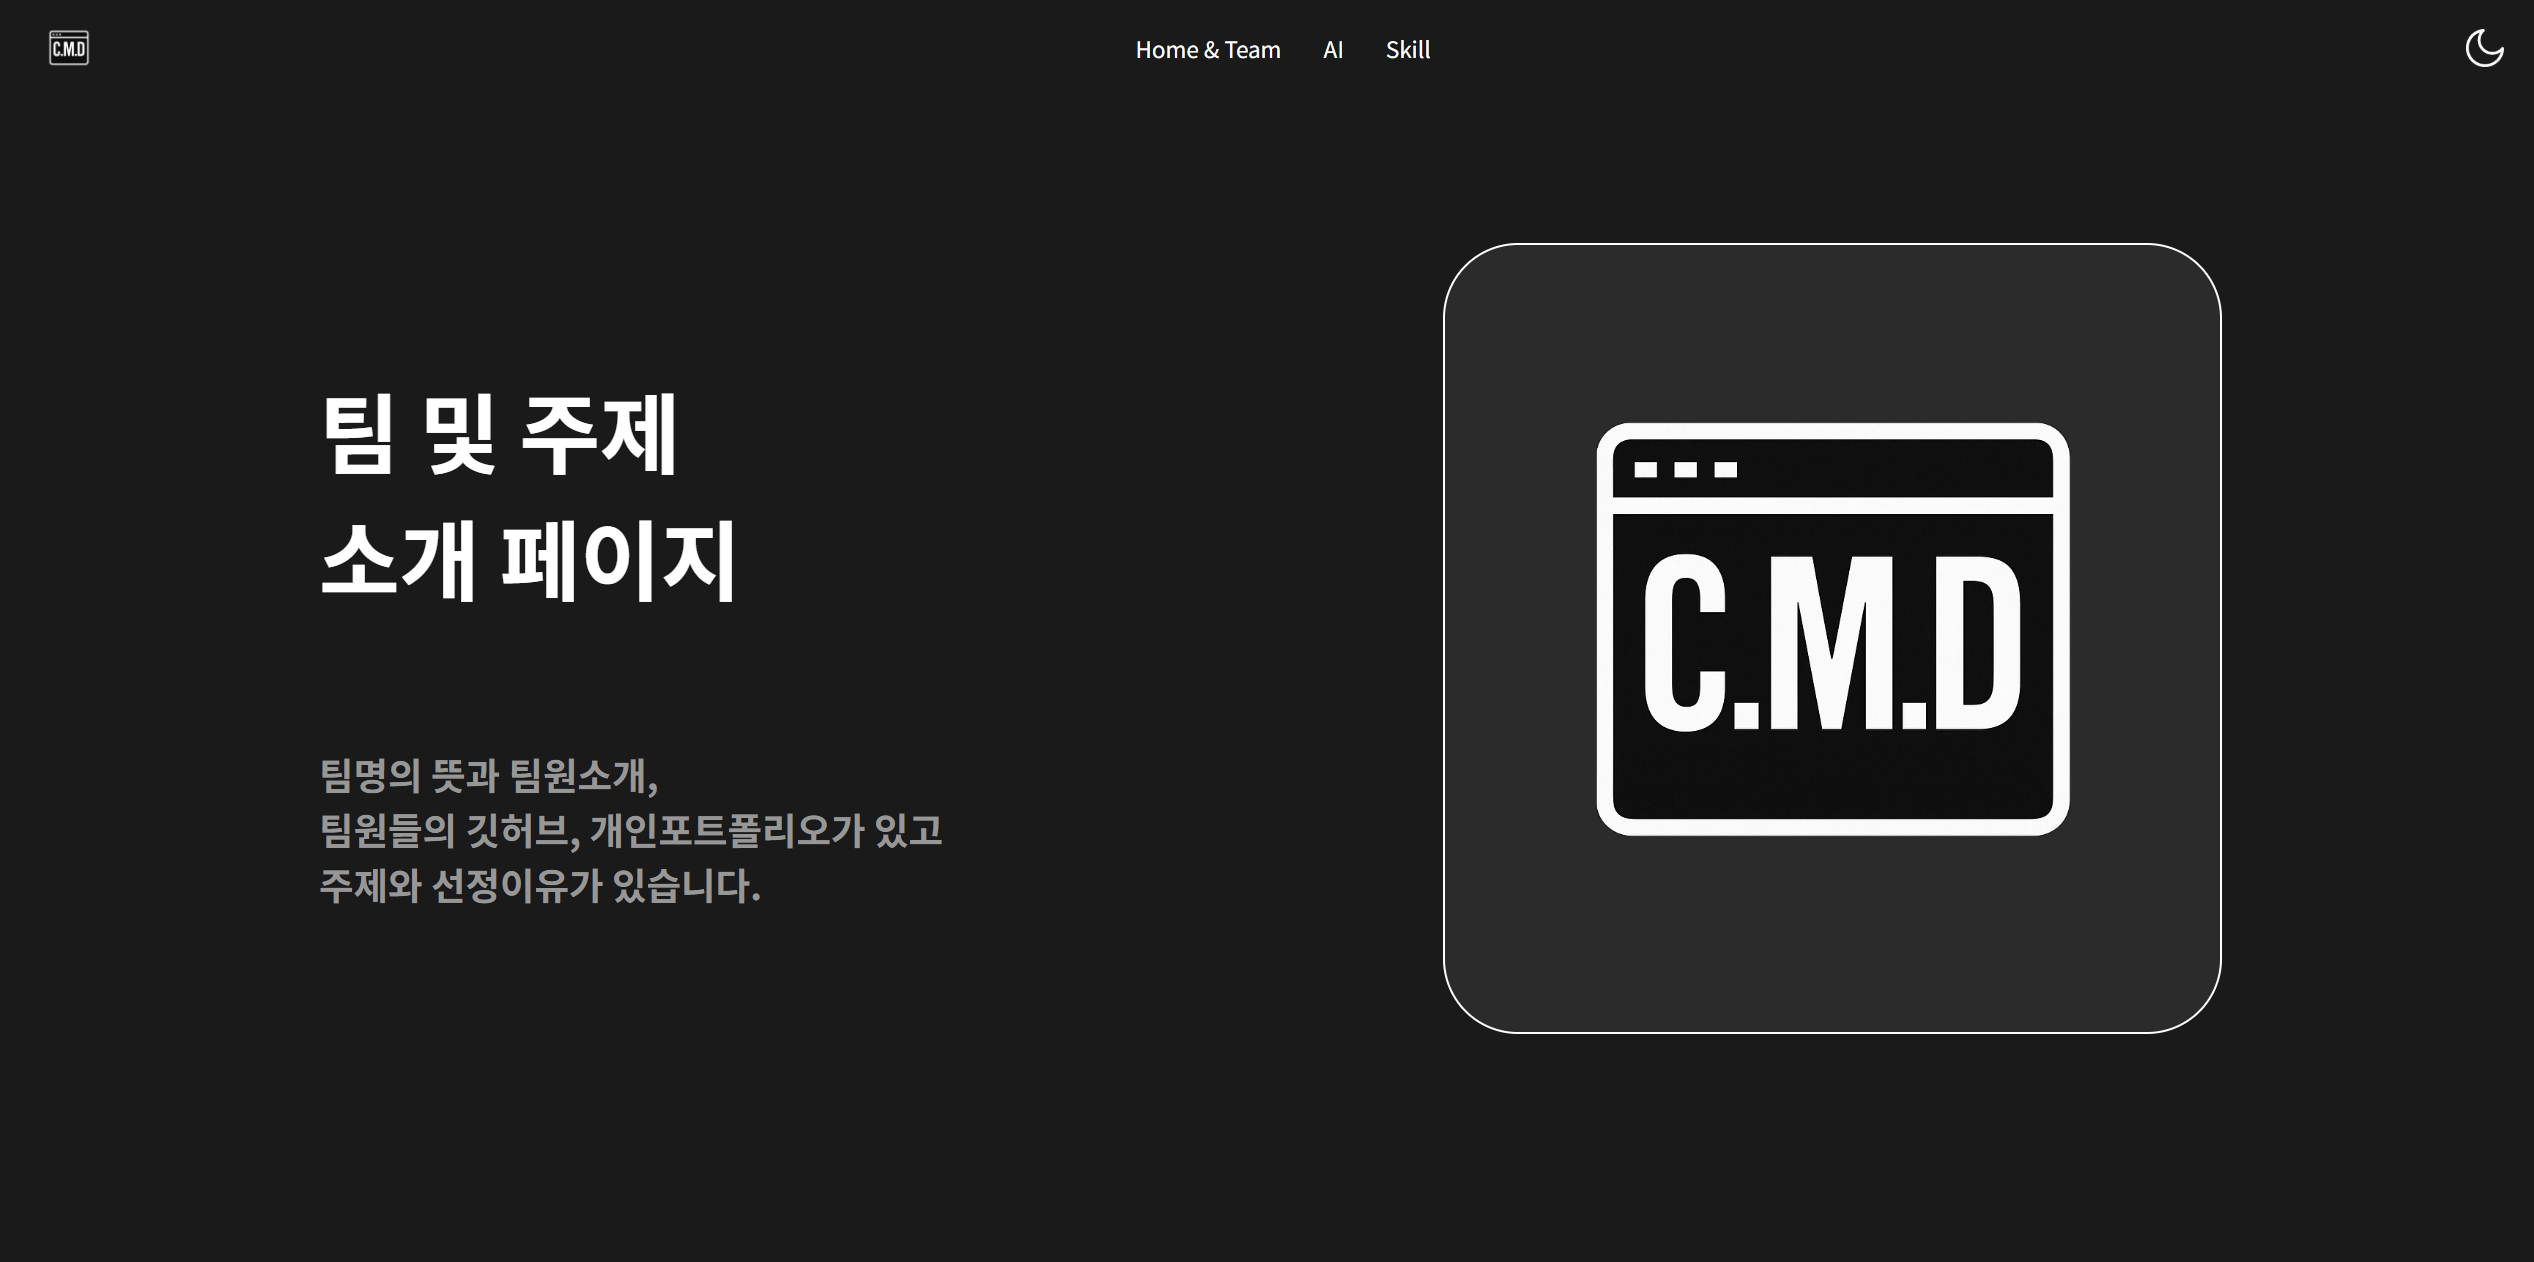 C.M.D
Home & Team AI Skill
팀 및 주제
소개 페이지
팀명의 뜻과 팀원소개,
팀원들의 깃허브, 개인포트폴리오가 있고
주제와 선정이유가 있습니다.
C.M.D